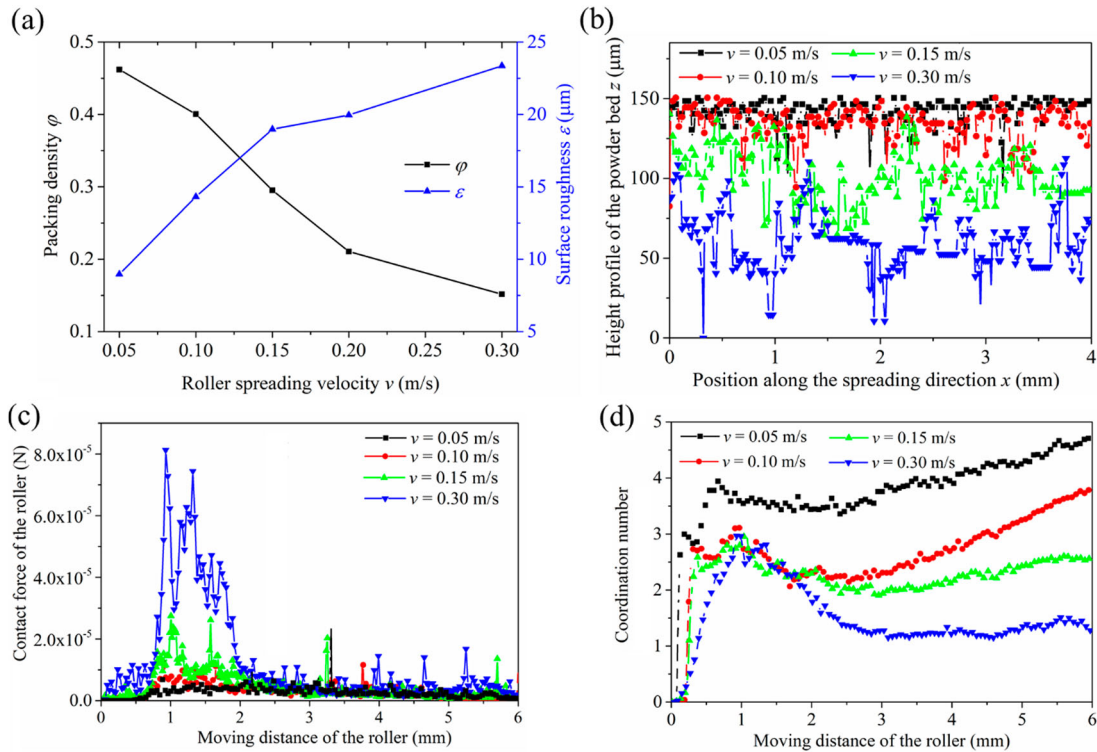 (a)
0.5
0.4
0.3
0.2
0.1
Packing density φ
25
20
15
10
5
Surface roughness ε (μm)
φ
ε
0.05
0.10
0.15
0.20
0.25
0.30
Roller spreading velocity v (m/s)
(b)
v = 0.05 m/s
v = 0.15 m/s
v = 0.10 m/s
v = 0.30 m/s
150
100
50
0
Height profile of the powder bed z (μm)
0
1
2
3
4
Position along the spreading direction x (mm)
(c)
v = 0.05 m/s
v = 0.10 m/s
v = 0.15 m/s
v = 0.30 m/s
8.0x10-5
6.0x10-5
4.0x10-5
2.0x10-5
0.0
Contact force of the roller (N)
0
1
2
3
4
5
6
Moving distance of the roller (mm)
(d)
v = 0.05 m/s
v = 0.15 m/s
v = 0.10 m/s
v = 0.30 m/s
5
4
3
2
1
0
Coordination number
0
1
2
3
4
5
6
Moving distance of the roller (mm)